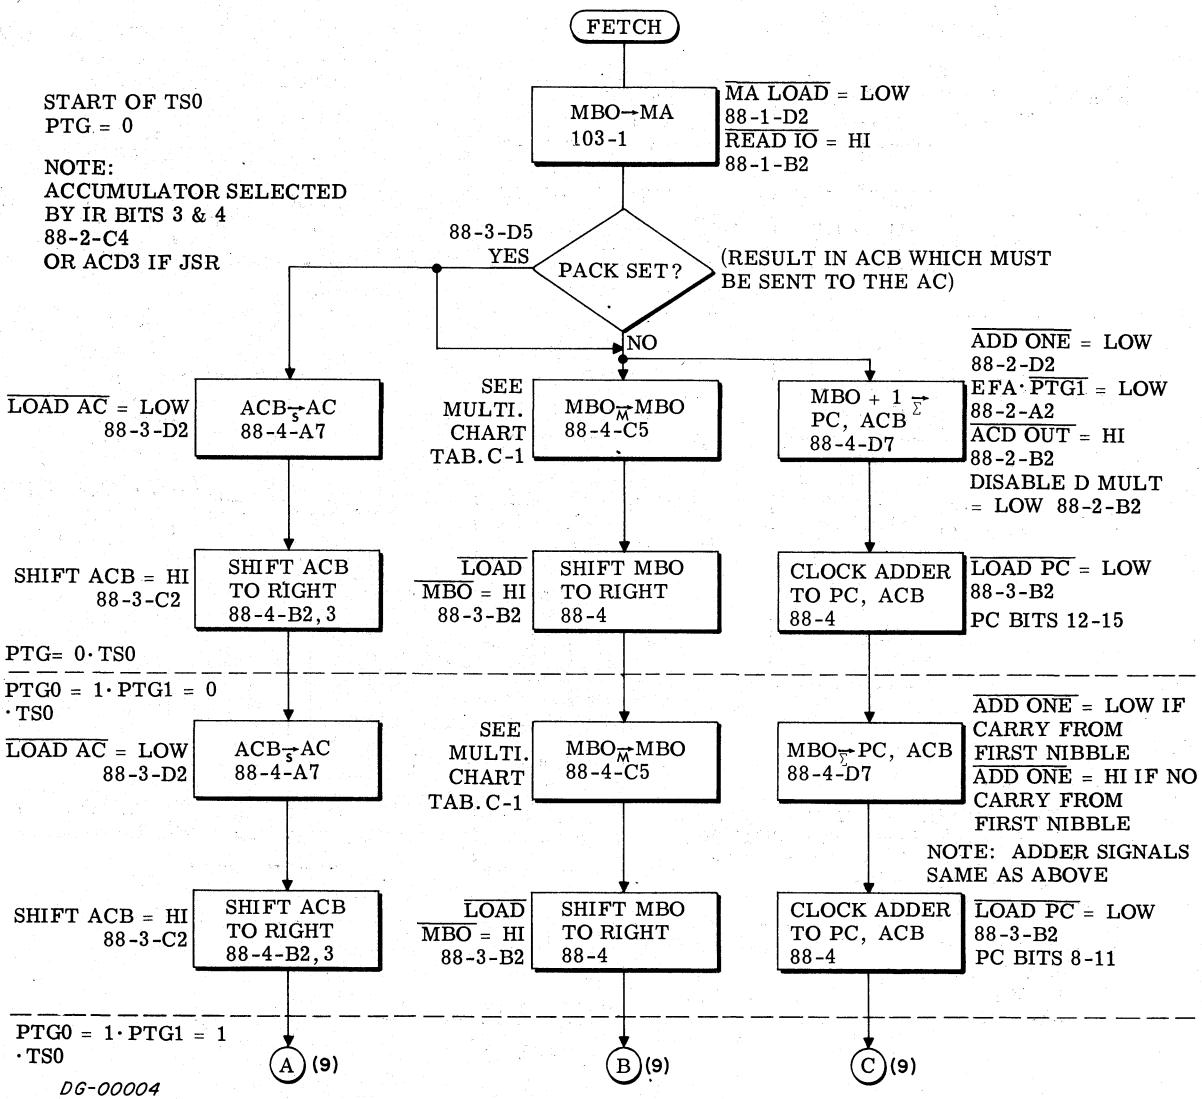 FETCH
START OF TS0
PTG = 0
NOTE:
ACCUMULATOR SELECTED
BY IR BITS 3 & 4
88-2-C4
OR ACD3 IF JSR
MBO→MA
103-1
MA LOAD = LOW
88-1-D2
READ IO = HI
88-1-B2
88-3-D5
YES
PACK SET?
(RESULT IN ACB WHICH MUST
BE SENT TO THE AC)
NO
LOAD AC = LOW
88-3-D2
ACB→AC
S
88-4-A7
SEE
MULTI.
CHART
TAB. C-1
MBO→MBO
M
88-4-C5
MBO + 1 →
Σ
PC, ACB
88-4-D7
ADD ONE = LOW
88-2-D2
EFA·PTG1 = LOW
88-2-A2
ACD OUT = HI
88-2-B2
DISABLE D MULT
= LOW 88-2-B2
SHIFT ACB = HI
88-3-C2
SHIFT ACB
TO RIGHT
88-4-B2, 3
LOAD
MBO = HI
88-3-B2
SHIFT MBO
TO RIGHT
88-4
CLOCK ADDER
TO PC, ACB
88-4
LOAD PC = LOW
88-3-B2
PC BITS 12-15
PTG= 0·TS0
PTG0 = 1·PTG1 = 0
·TS0
LOAD AC = LOW
88-3-D2
ACB→AC
S
88-4-A7
SEE
MULTI.
CHART
TAB. C-1
MBO→MBO
M
88-4-C5
MBO→PC, ACB
Σ
88-4-D7
ADD ONE = LOW IF
CARRY FROM
FIRST NIBBLE
ADD ONE = HI IF NO
CARRY FROM
FIRST NIBBLE
NOTE: ADDER SIGNALS
SAME AS ABOVE
SHIFT ACB = HI
88-3-C2
SHIFT ACB
TO RIGHT
88-4-B2, 3
LOAD
MBO = HI
88-3-B2
SHIFT MBO
TO RIGHT
88-4
CLOCK ADDER
TO PC, ACB
88-4
LOAD PC = LOW
88-3-B2
PC BITS 8-11
PTG0 = 1·PTG1 = 1
·TS0
A (9)
B (9)
C (9)
DG-00004